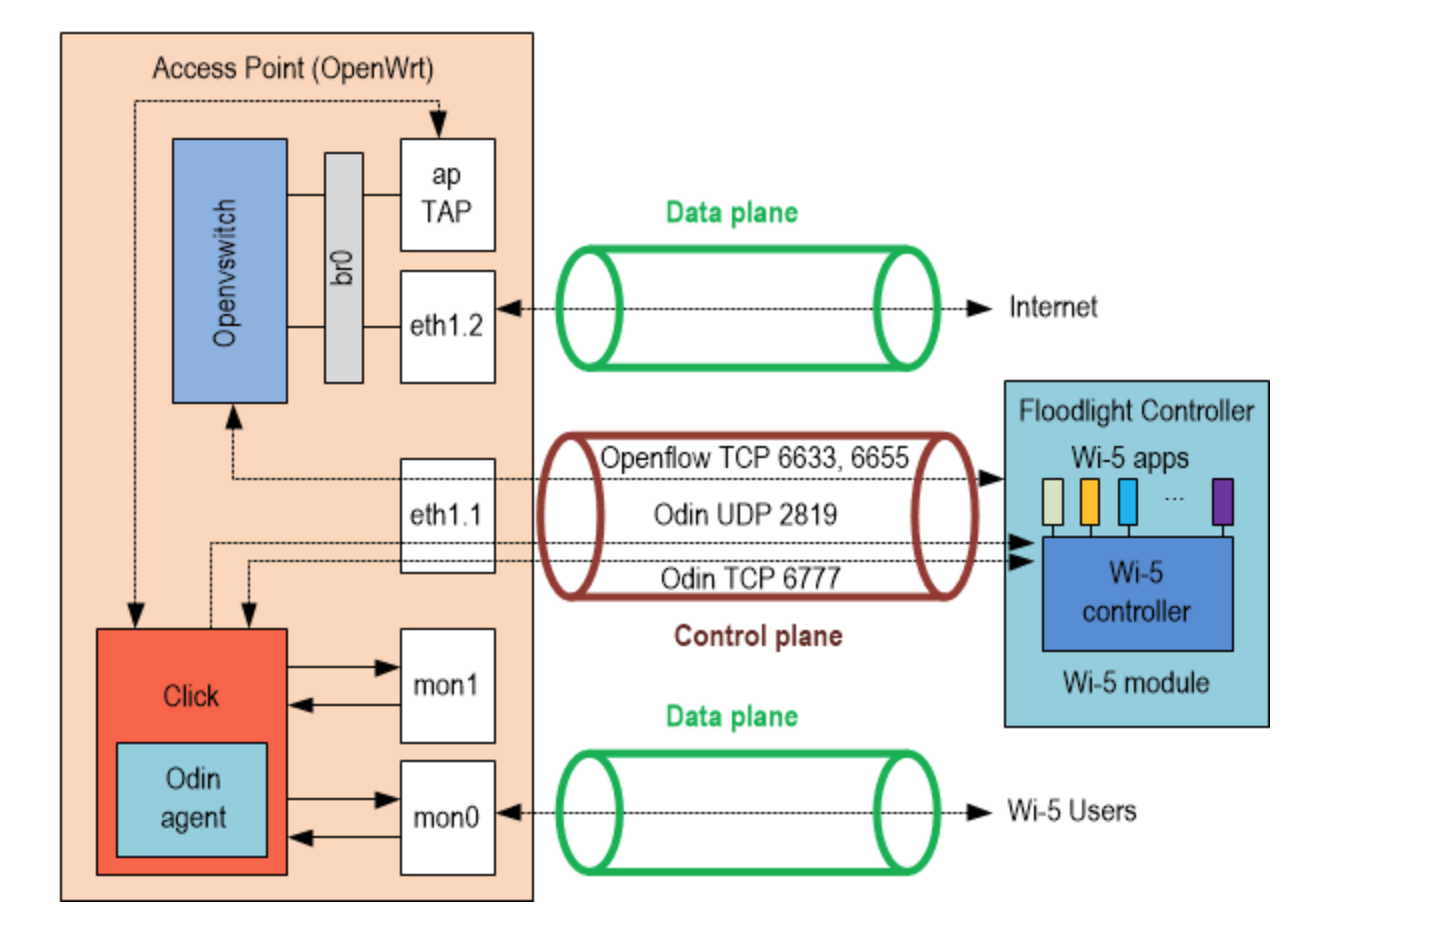 Access Point (OpenWrt)
Openvswitch
br0
ap
TAP
eth1.2
eth1.1
Click
Odin
agent
mon1
mon0
Data plane
Internet
Openflow TCP 6633, 6655
Odin UDP 2819
Odin TCP 6777
Control plane
Data plane
Wi-5 Users
Floodlight Controller
Wi-5 apps
...
Wi-5
controller
Wi-5 module